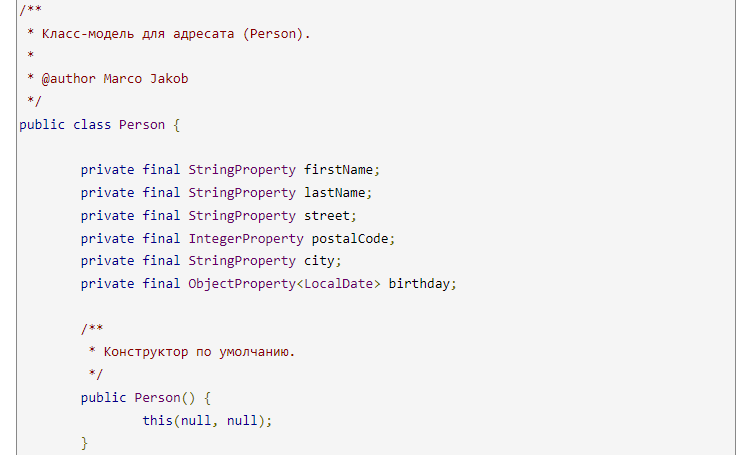 /**
 * Класс-модель для адресата (Person).
 *
 * @author Marco Jakob
 */
public class Person {
private final StringProperty firstName;
private final StringProperty lastName;
private final StringProperty street;
private final IntegerProperty postalCode;
private final StringProperty city;
private final ObjectProperty<LocalDate> birthday;
/**
 * Конструктор по умолчанию.
 */
public Person() {
this(null, null);
}